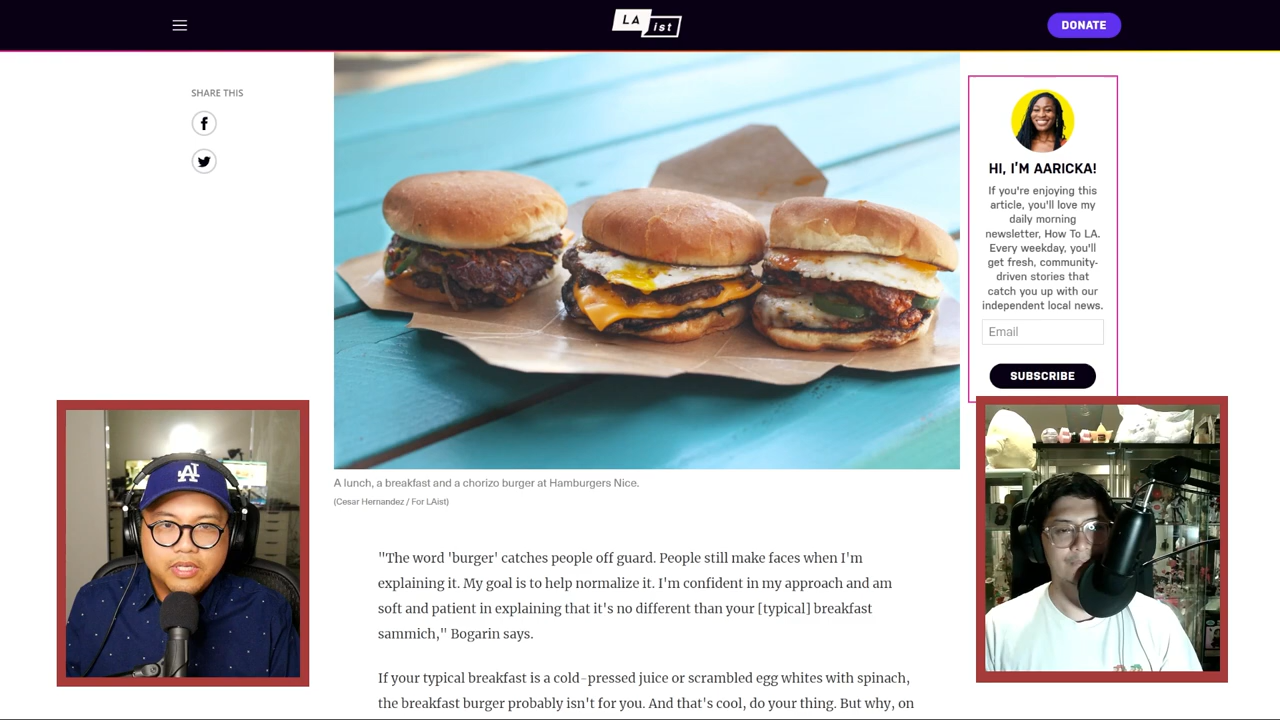 LA ist
DONATE
SHARE THIS
HI, I'M AARICKA!
If you're enjoying this
article, you'll love my
daily morning
newsletter, How To LA.
Every weekday, you'll
get fresh, community-
driven stories that
catch you up with our
independent local news.
Email
SUBSCRIBE
A lunch, a breakfast and a chorizo burger at Hamburgers Nice.
(Cesar Hernandez / For LAist)
"The word 'burger' catches people off guard. People still make faces when I'm
explaining it. My goal is to help normalize it. I'm confident in my approach and am
soft and patient in explaining that it's no different than your [typical] breakfast
sammich," Bogarin says.
If your typical breakfast is a cold-pressed juice or scrambled egg whites with spinach,
the breakfast burger probably isn't for you. And that's cool, do your thing. But why, on
LA